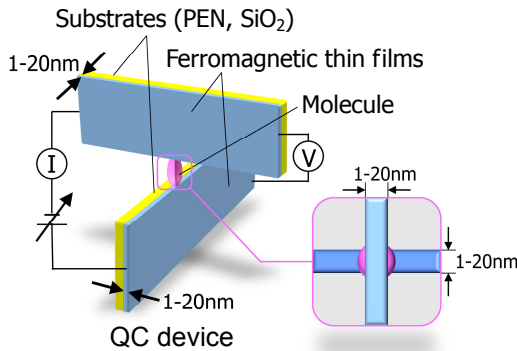 Substrates (PEN, SiO₂)
1-20nm
Ferromagnetic thin films
Molecule
I
V
1-20nm
1-20nm
1-20nm
QC device